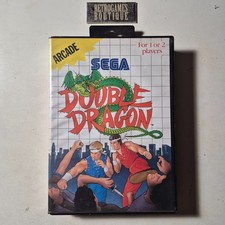 RETROGAMES
BOUTIQUE
ARCADE
For 1 or 2
players
SEGA
DOUBLE
DRAGON